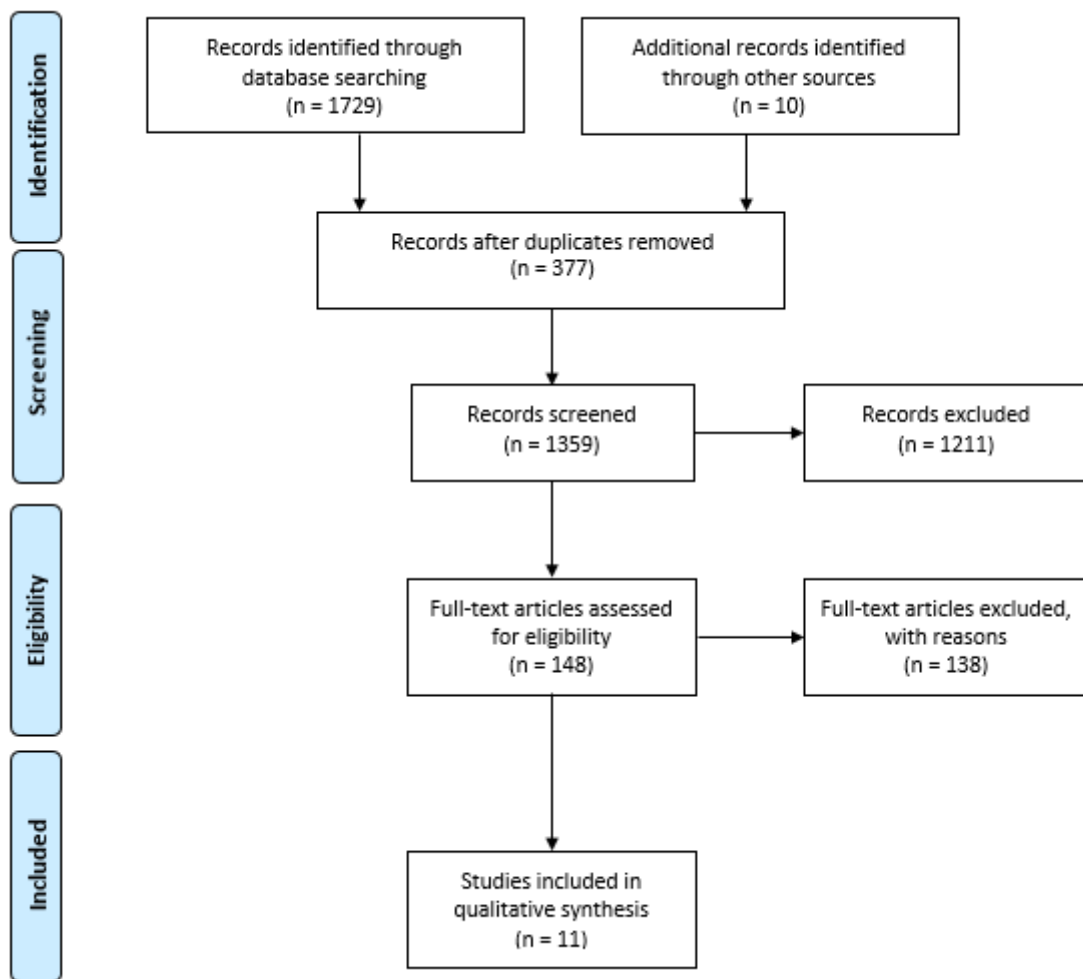 Identification
Records identified through
database searching
(n = 1729)
Additional records identified
through other sources
(n = 10)
Records after duplicates removed
(n = 377)
Screening
Records screened
(n = 1359)
Records excluded
(n = 1211)
Eligibility
Full-text articles assessed
for eligibility
(n = 148)
Full-text articles excluded,
with reasons
(n = 138)
Included
Studies included in
qualitative synthesis
(n = 11)